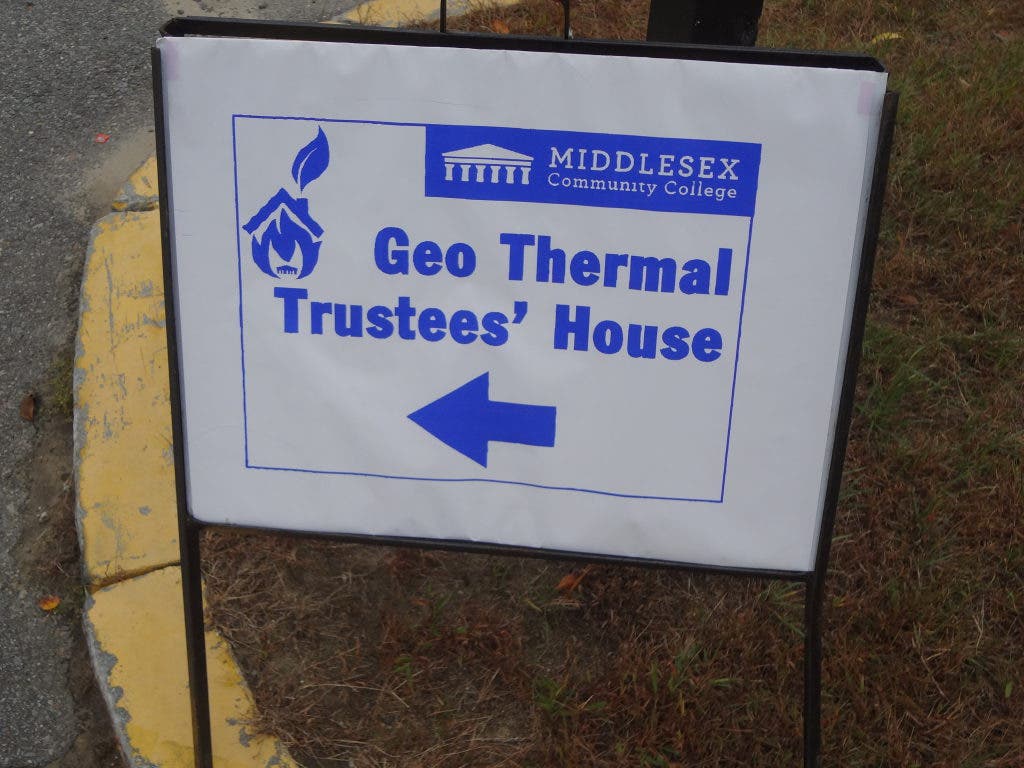 MIDDLESEX
Community College
Geo Thermal
Trustees' House